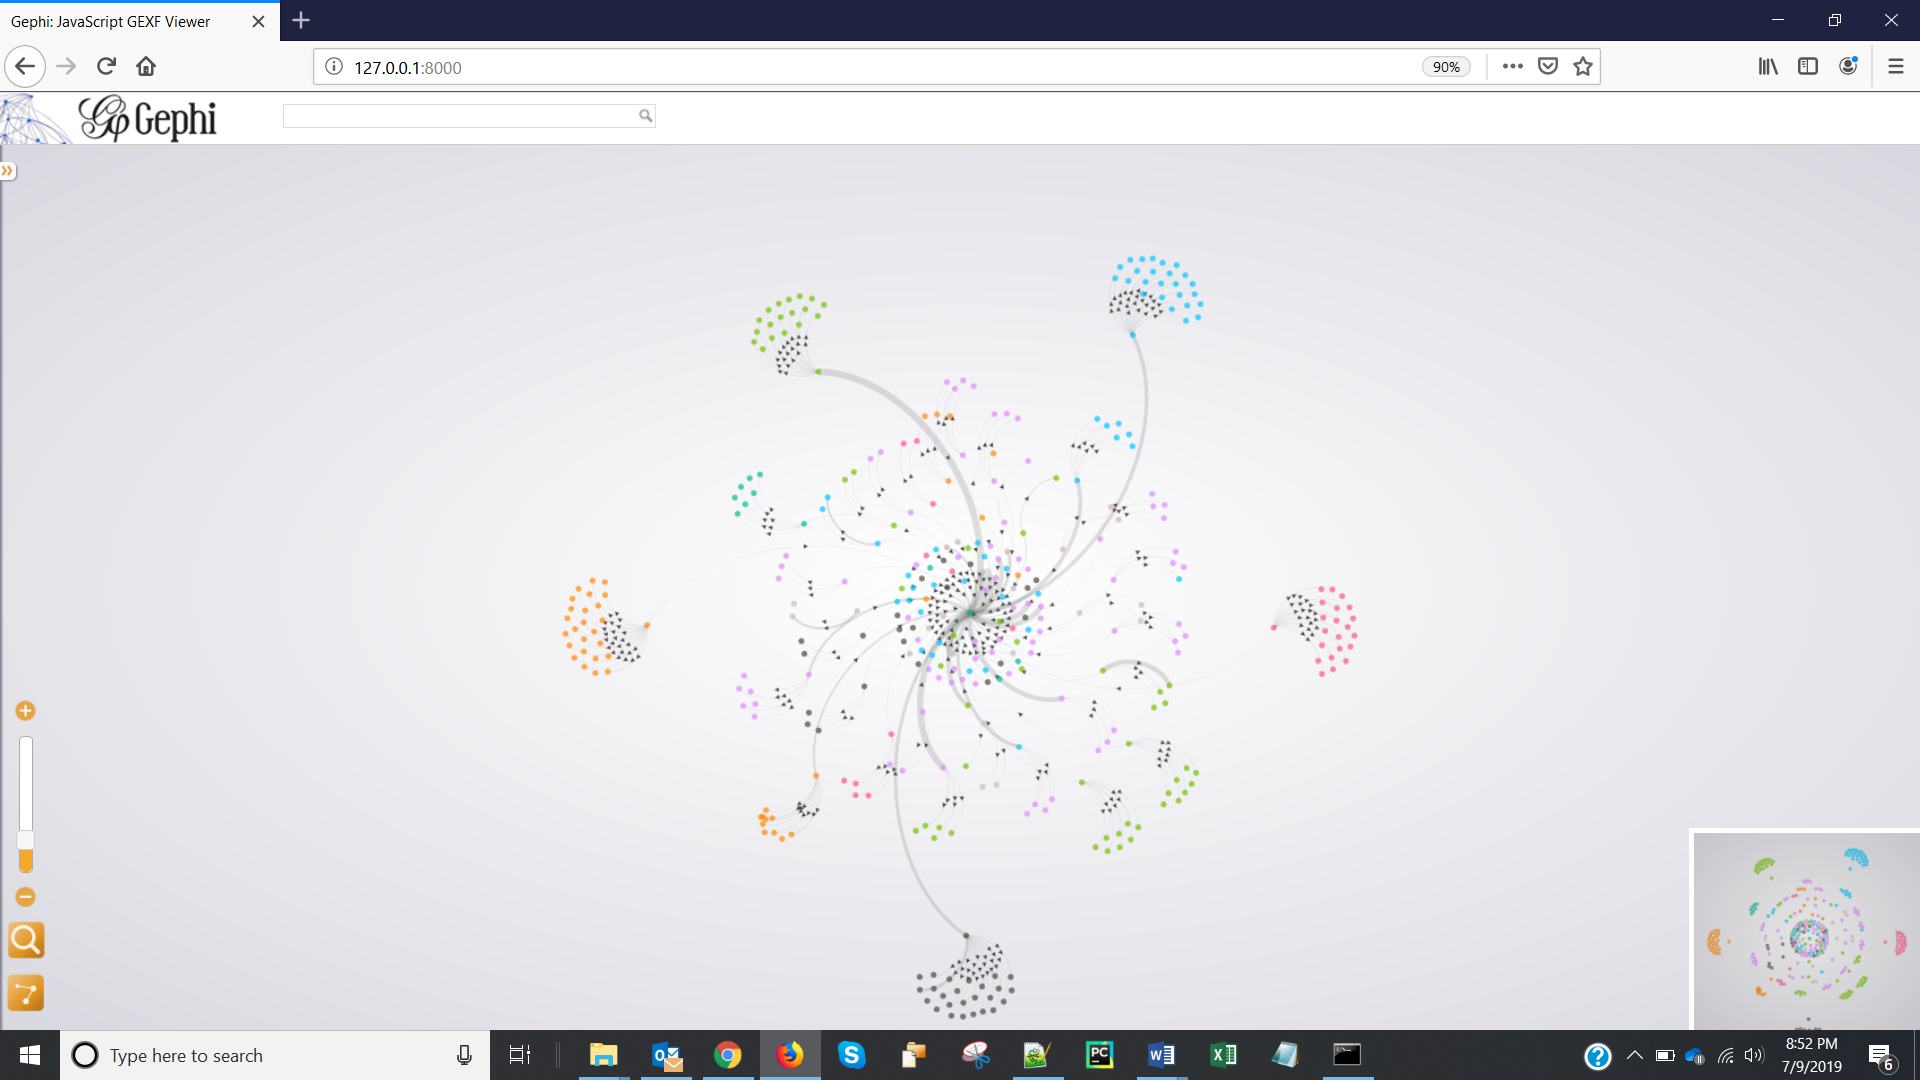 Gephi: JavaScript GEXF Viewer
127.0.0.1:8000
90%
Gephi
Type here to search
8:52 PM
7/9/2019
6